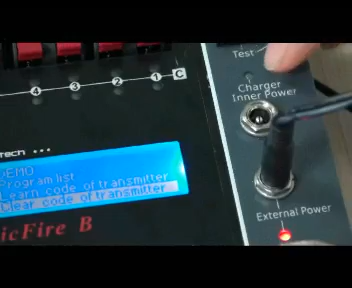 Test
Charger
Inner Power
4 3 2 1 C
Tech ...
DEMO
Program list
Learn code of transmitter
Clear code of transmitter
icFire B
External Power